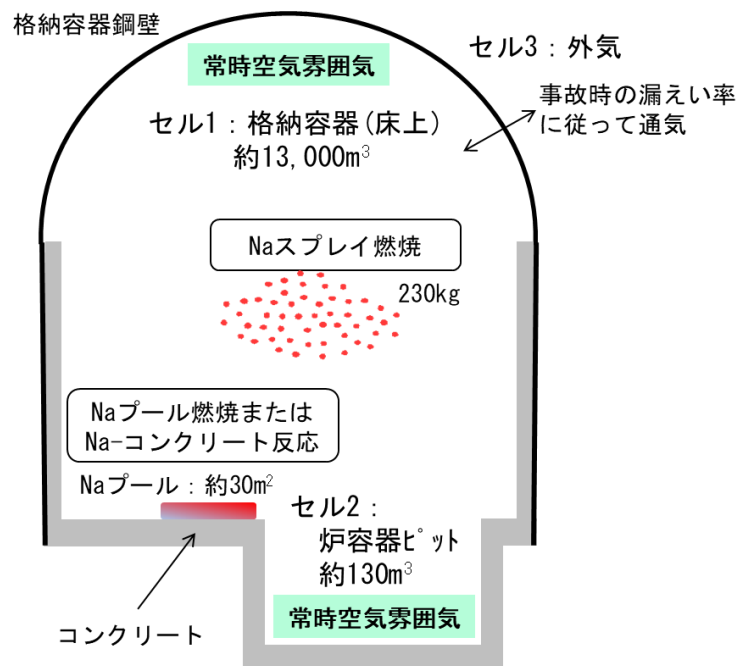 格納容器鋼壁
常時空気雰囲気
セル3：外気
セル1：格納容器(床上)
約13,000m³
事故時の漏えい率
に従って通気
Naスプレイ燃焼
230kg
Naプール燃焼または
Na-コンクリート反応
Naプール：約30m²
セル2：
炉容器ﾋﾟｯﾄ
約130m³
常時空気雰囲気
コンクリート